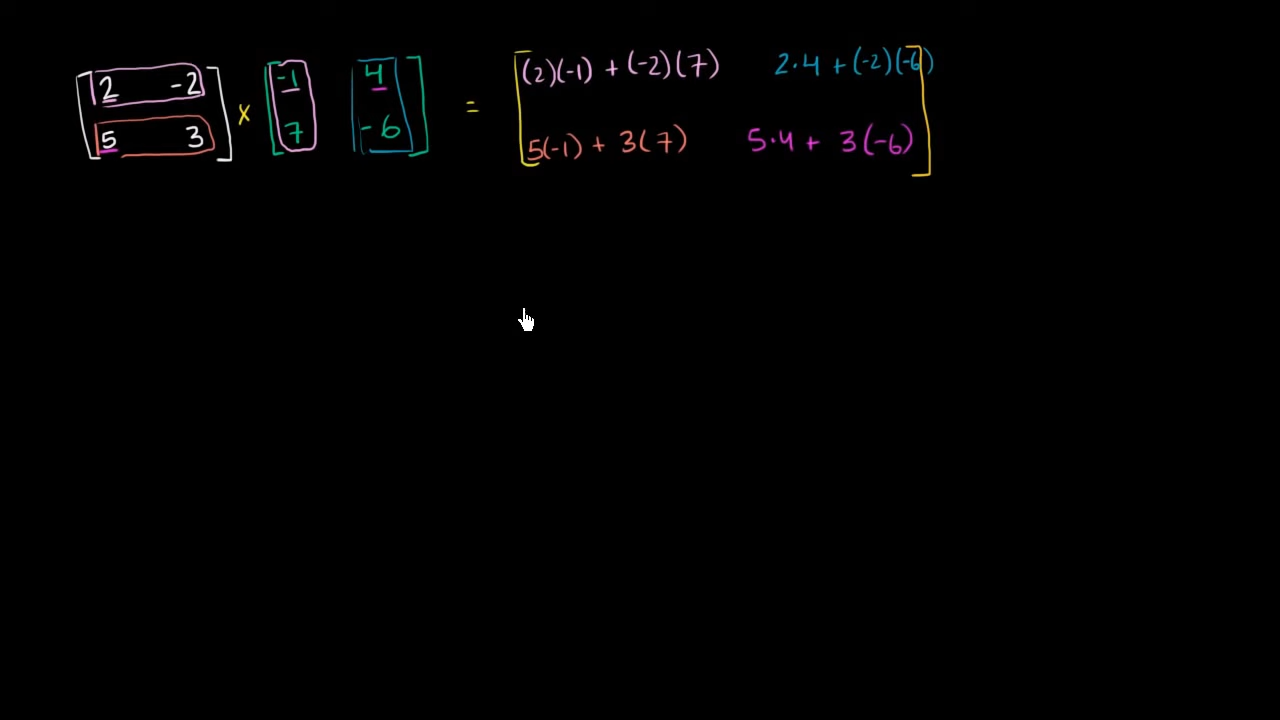 2 -2 × -1 4 = (2)(-1) + (-2)(7) 2·4 + (-2)(-6)
5 3 7 -6 5(-1) + 3(7) 5·4 + 3(-6)